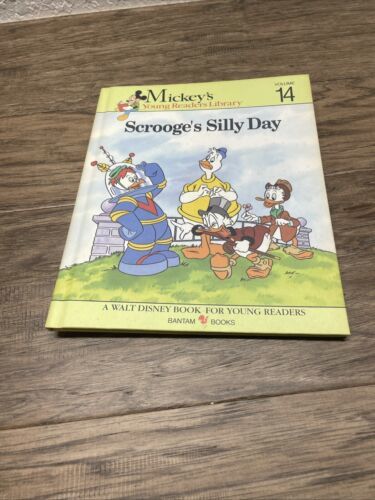 Mickey's
Young Readers Library
VOLUME
14
Scrooge's Silly Day
A WALT DISNEY BOOK FOR YOUNG READERS
BANTAM BOOKS